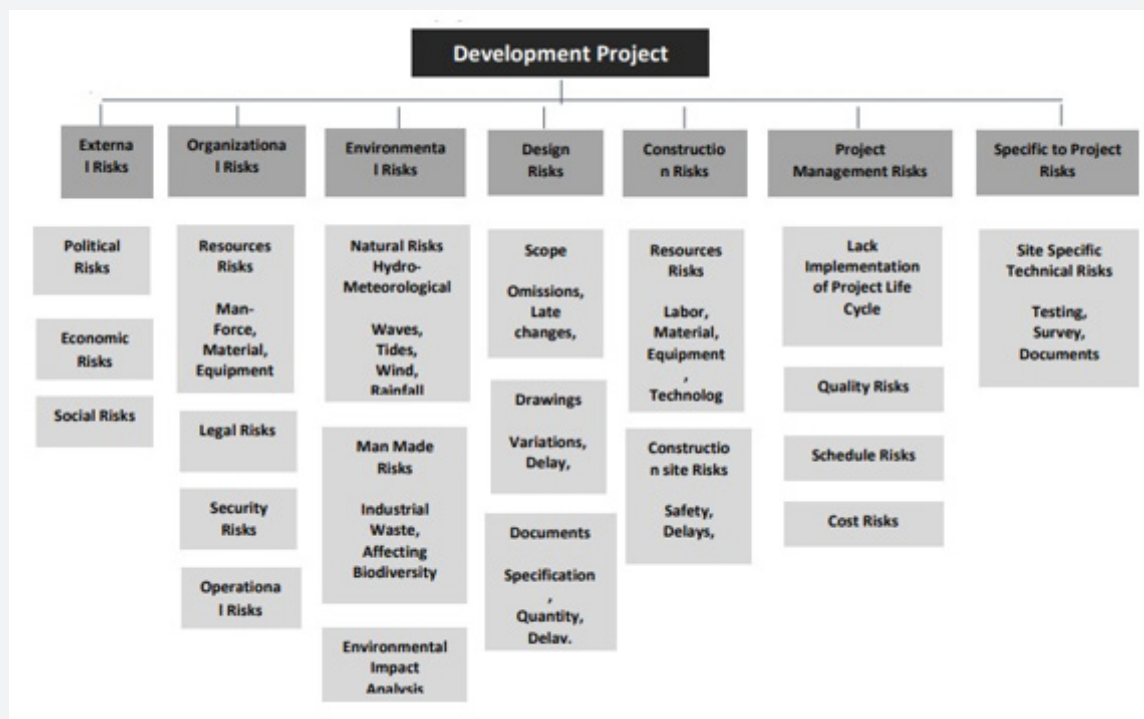 Development Project
Externa
l Risks
Organizationa
l Risks
Environmenta
l Risks
Design
Risks
Constructio
n Risks
Project
Management Risks
Specific to Project
Risks
Political
Risks
Economic
Risks
Social Risks
Resources
Risks
Man-
Force,
Material,
Equipment
Legal Risks
Security
Risks
Operationa
l Risks
Natural Risks
Hydro-
Meteorological
Waves,
Tides,
Wind,
Rainfall
Man Made
Risks
Industrial
Waste,
Affecting
Biodiversity
Environmental
Impact
Analysis
Scope
Omissions,
Late
changes,
Drawings
Variations,
Delay,
Documents
Specification
,
Quantity,
Delay.
Resources
Risks
Labor,
Material,
Equipment
,
Technolog
Constructio
n site Risks
Safety,
Delays,
Lack
Implementation
of Project Life
Cycle
Quality Risks
Schedule Risks
Cost Risks
Site Specific
Technical Risks
Testing,
Survey,
Documents